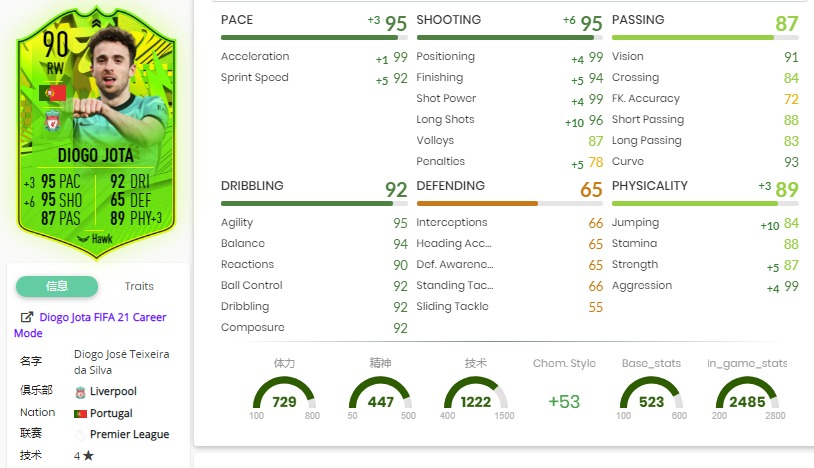 90
RW
DIOGO JOTA
+3 95 PAC 92 DRI
+6 95 SHO 65 DEF
87 PAS 89 PHY+3
Hawk
信息 Traits
Diogo Jota FIFA 21 Career
Mode
名字 Diogo José Teixeira
da Silva
俱乐部 Liverpool
Nation Portugal
联赛 Premier League
技术 4★
PACE +3 95
Acceleration +1 99
Sprint Speed +5 92
SHOOTING +6 95
Positioning +4 99
Finishing +5 94
Shot Power +4 99
Long Shots +10 96
Volleys 87
Penalties +5 78
PASSING 87
Vision 91
Crossing 84
FK. Accuracy 72
Short Passing 88
Long Passing 83
Curve 93
DRIBBLING 92
Agility 95
Balance 94
Reactions 90
Ball Control 92
Dribbling 92
Composure 92
DEFENDING 65
Interceptions 66
Heading Acc... 65
Def. Awarene... 65
Standing Tac... 66
Sliding Tackle 55
PHYSICALITY +3 89
Jumping +10 84
Stamina 88
Strength +5 87
Aggression +4 99
体力
729
100 800
精神
447
50 500
技术
1222
400 1500
Chem. Style
+53
Base_stats
523
100 600
In_game_stats
2485
200 2800